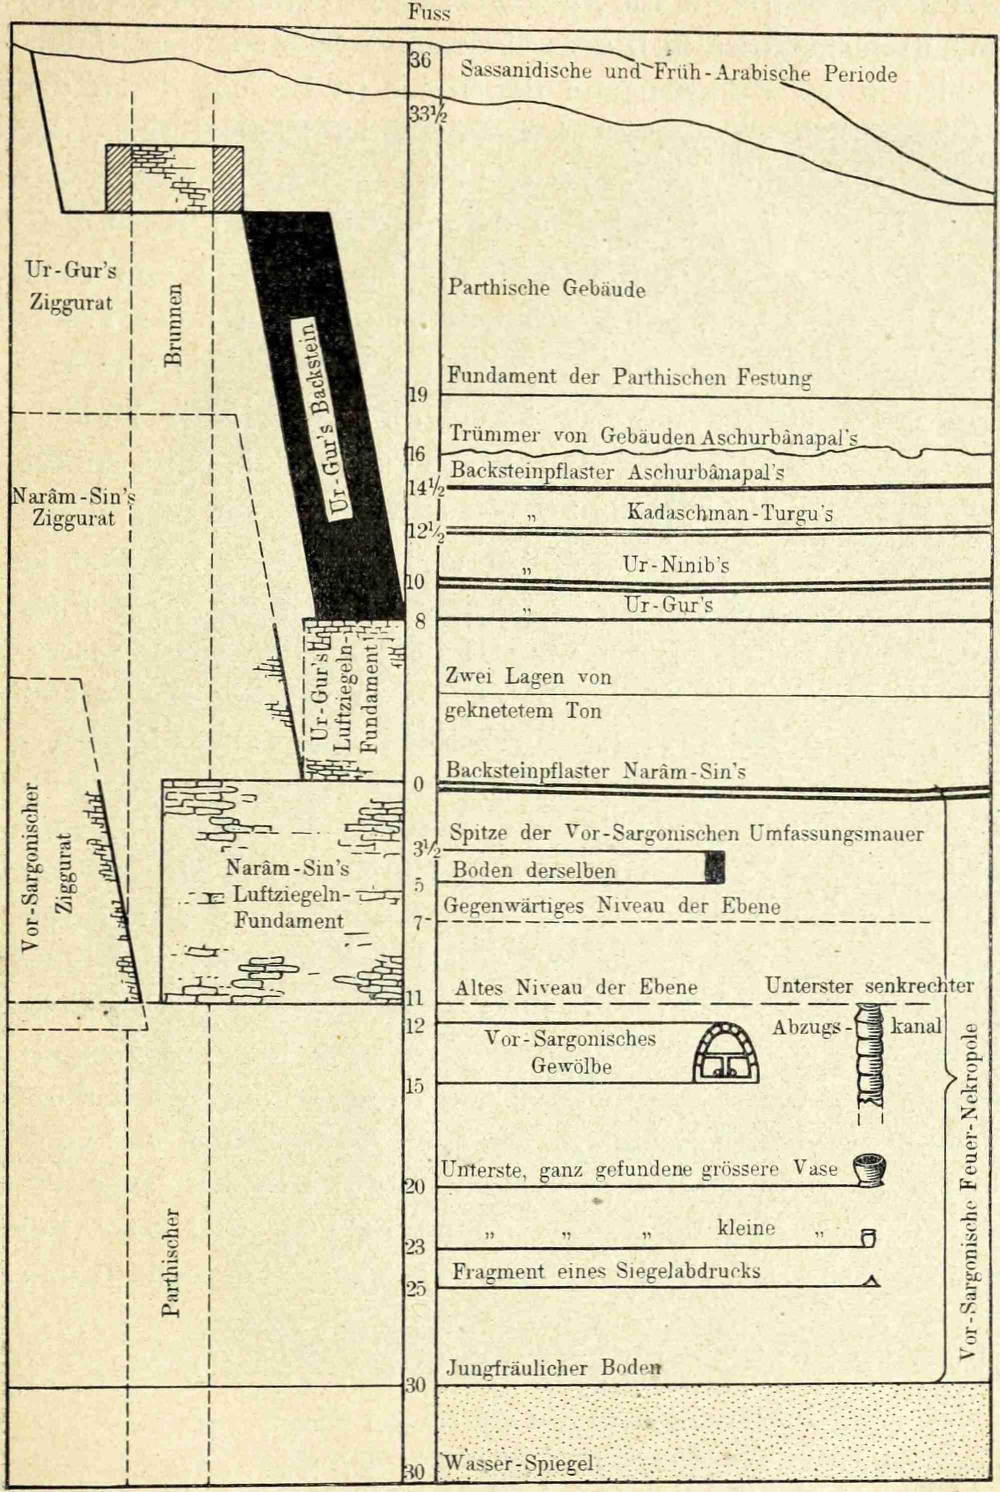 Fuss
36
Sassanidische und Früh-Arabische Periode
33½
Ur-Gur's
Ziggurat
Brunnen
Ur-Gur's Backstein
Parthische Gebäude
Fundament der Parthischen Festung
19
Trümmer von Gebäuden Aschurbânapal's
16
Backsteinpflaster Aschurbânapal's
14½
Narâm-Sin's
Ziggurat
„ Kadaschman-Turgu's
12½
„ Ur-Ninib's
10
„ Ur-Gur's
8
Ur-Gur's
Luftziegeln-
Fundament
Zwei Lagen von
geknetetem Ton
Backsteinpflaster Narâm-Sin's
0
Vor-Sargonischer
Ziggurat
Narâm-Sin's
Luftziegeln-
Fundament
Spitze der Vor-Sargonischen Umfassungsmauer
3½
Boden derselben
5
Gegenwärtiges Niveau der Ebene
7
Altes Niveau der Ebene
11
Unterster senkrechter
Abzugs-kanal
12
Vor-Sargonisches
Gewölbe
15
Unterste, ganz gefundene grössere Vase
20
„ „ „ kleine „
23
Fragment eines Siegelabdrucks
25
Parthischer
Vor-Sargonische Feuer-Nekropole
Jungfräulicher Boden
30
Wasser-Spiegel
30